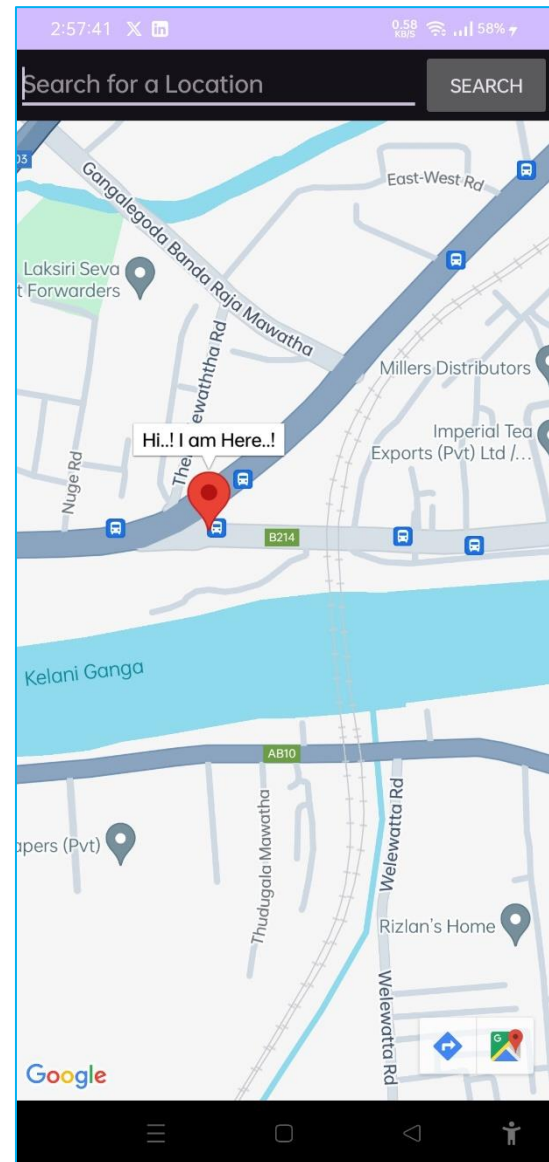 2:57:41
0.58
KB/S
58%
Search for a Location
SEARCH
03
Gangalegoda Banda Raja Mawatha
East-West Rd
Laksiri Seva
t Forwarders
Millers Distributors
Imperial Tea
Exports (Pvt) Ltd /...
Hi..! I am Here..!
Nuge Rd
B214
Kelani Ganga
AB10
apers (Pvt)
Thudugala Mawatha
Welewatta Rd
Rizlan's Home
Welewatta Rd
Google